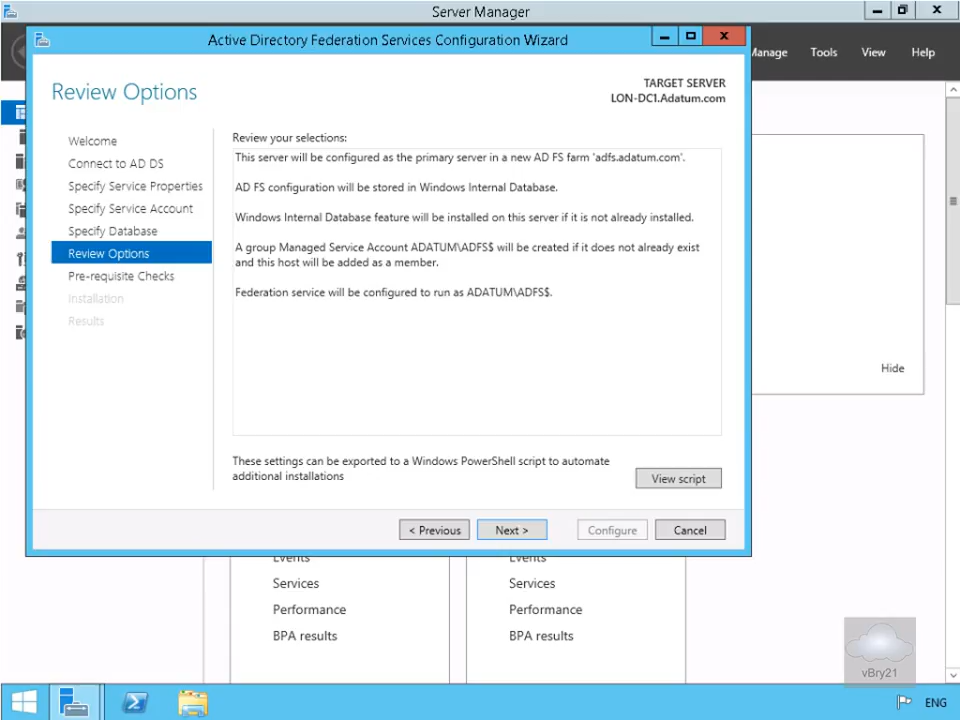 Server Manager
Active Directory Federation Services Configuration Wizard
Manage Tools View Help
Review Options
TARGET SERVER
LON-DC1.Adatum.com
Welcome
Connect to AD DS
Specify Service Properties
Specify Service Account
Specify Database
Review Options
Pre-requisite Checks
Installation
Results
Review your selections:
This server will be configured as the primary server in a new AD FS farm 'adfs.adatum.com'.
AD FS configuration will be stored in Windows Internal Database.
Windows Internal Database feature will be installed on this server if it is not already installed.
A group Managed Service Account ADATUM\ADFS$ will be created if it does not already exist
and this host will be added as a member.
Federation service will be configured to run as ADATUM\ADFS$.
These settings can be exported to a Windows PowerShell script to automate
additional installations
View script
< Previous
Next >
Configure
Cancel
Hide
Events
Services
Performance
BPA results
Events
Services
Performance
BPA results
vBry21
ENG